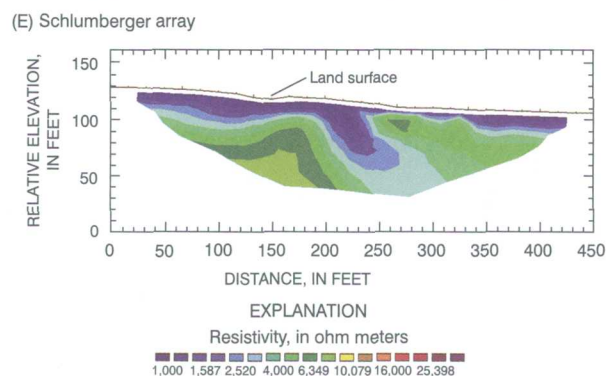 (E) Schlumberger array
RELATIVE ELEVATION,
IN FEET
150
100
50
0
Land surface
0 50 100 150 200 250 300 350 400 450
DISTANCE, IN FEET
EXPLANATION
Resistivity, in ohm meters
1,000 1,587 2,520 4,000 6,349 10,079 16,000 25,398